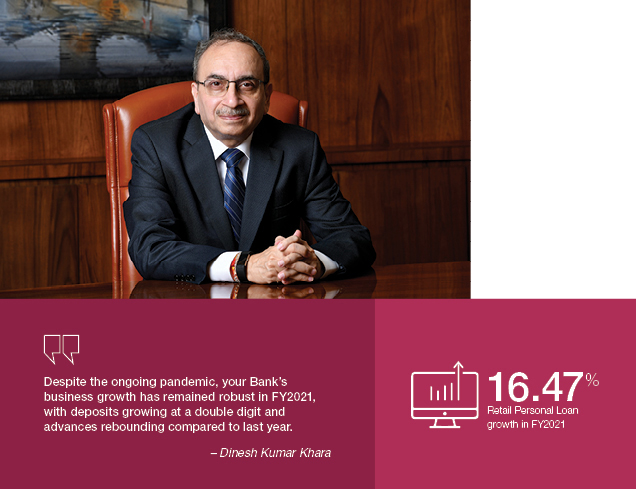 Despite the ongoing pandemic, your Bank's
business growth has remained robust in FY2021,
with deposits growing at a double digit and
advances rebounding compared to last year.
– Dinesh Kumar Khara
16.47%
Retail Personal Loan
growth in FY2021